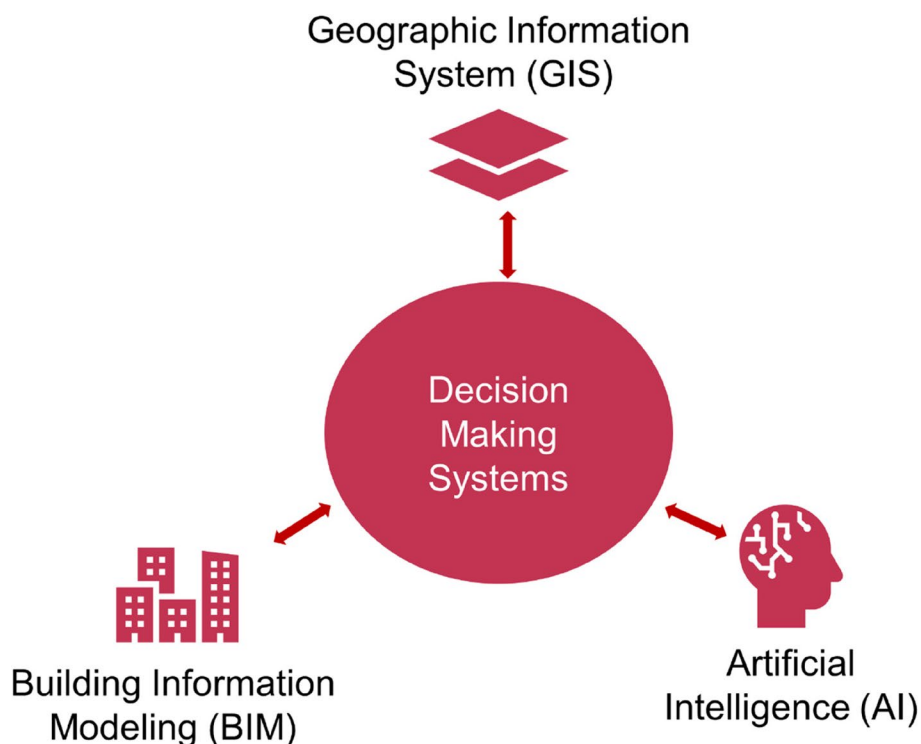 Geographic Information
System (GIS)
Decision
Making
Systems
Building Information
Modeling (BIM)
Artificial
Intelligence (AI)